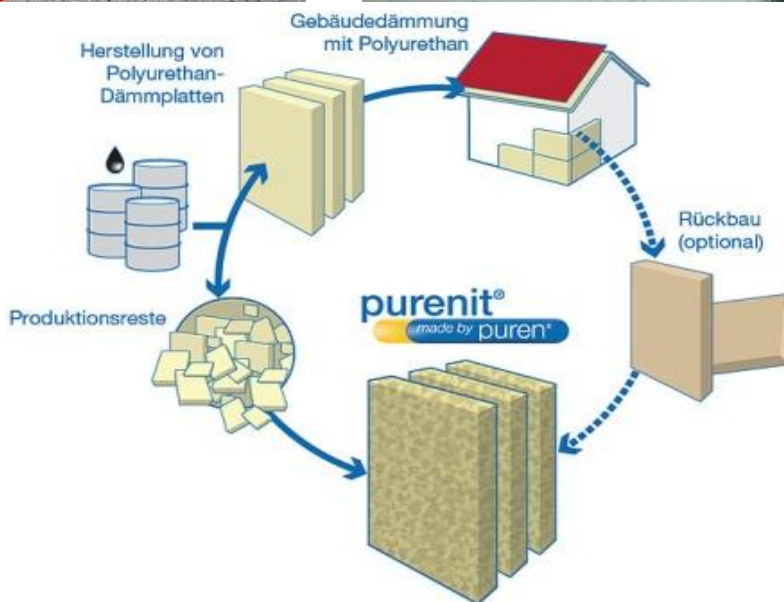 Gebäudedämmung
mit Polyurethan
Herstellung von
Polyurethan-
Dämmplatten
Rückbau
(optional)
Produktionsreste
purenit®
made by puren®